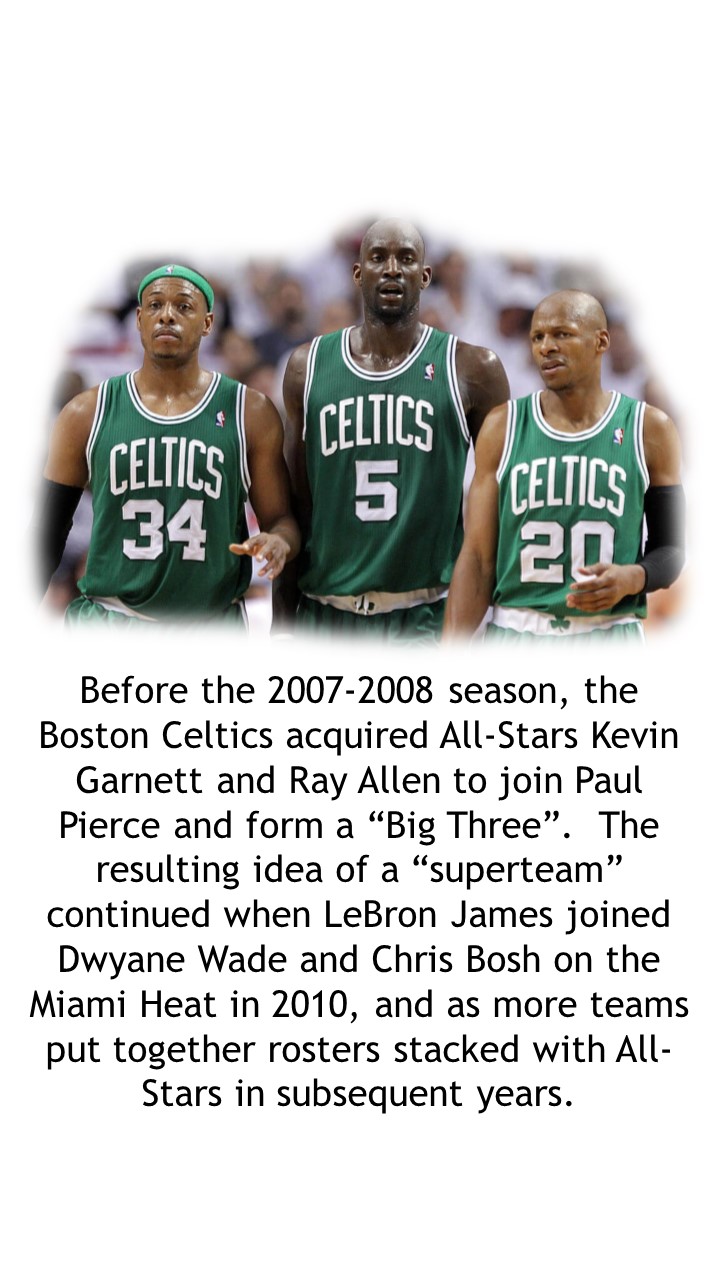 CELTICS
34
CELTICS
5
CELTICS
20
Before the 2007-2008 season, the
Boston Celtics acquired All-Stars Kevin
Garnett and Ray Allen to join Paul
Pierce and form a “Big Three”.  The
resulting idea of a “superteam”
continued when LeBron James joined
Dwyane Wade and Chris Bosh on the
Miami Heat in 2010, and as more teams
put together rosters stacked with All-
Stars in subsequent years.